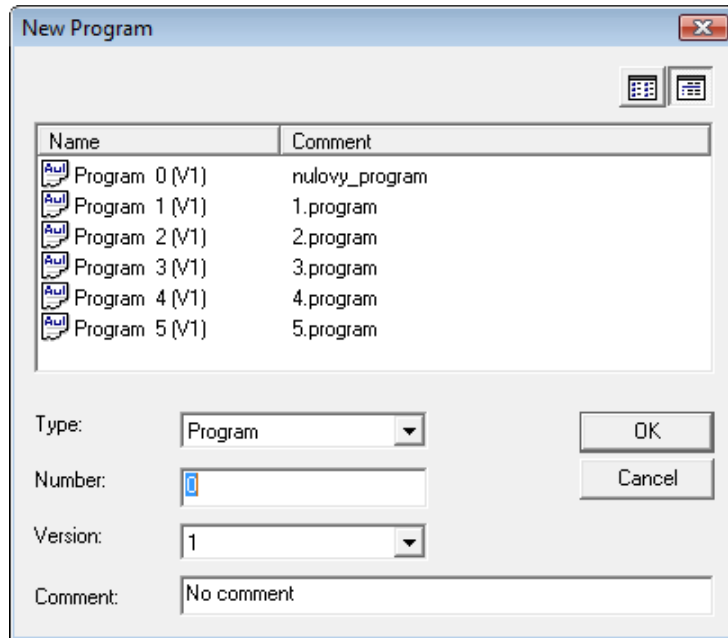 New Program
Name Comment
Program 0 (V1) nulovy_program
Program 1 (V1) 1.program
Program 2 (V1) 2.program
Program 3 (V1) 3.program
Program 4 (V1) 4.program
Program 5 (V1) 5.program
Type: Program OK
Number: 0 Cancel
Version: 1
Comment: No comment